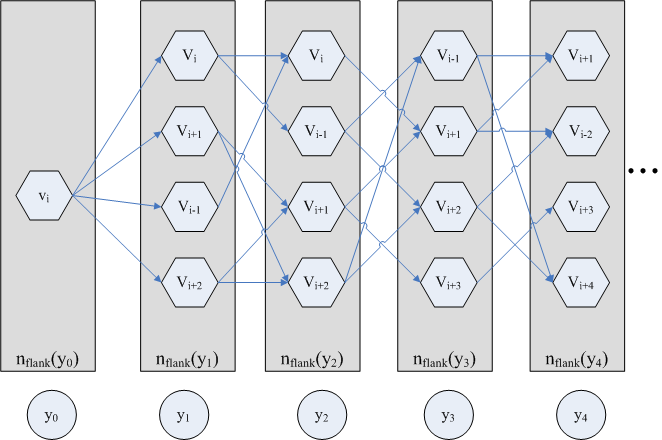 V_i V_i V_{i-1} V_{i+1}
V_{i+1} V_{i-1} V_{i+1} V_{i-2}
v_i ...
V_{i-1} V_{i+1} V_{i+2} V_{i+3}
V_{i+2} V_{i+2} V_{i+3} V_{i+4}
n_{flank}(y_0) n_{flank}(y_1) n_{flank}(y_2) n_{flank}(y_3) n_{flank}(y_4)
y_0 y_1 y_2 y_3 y_4